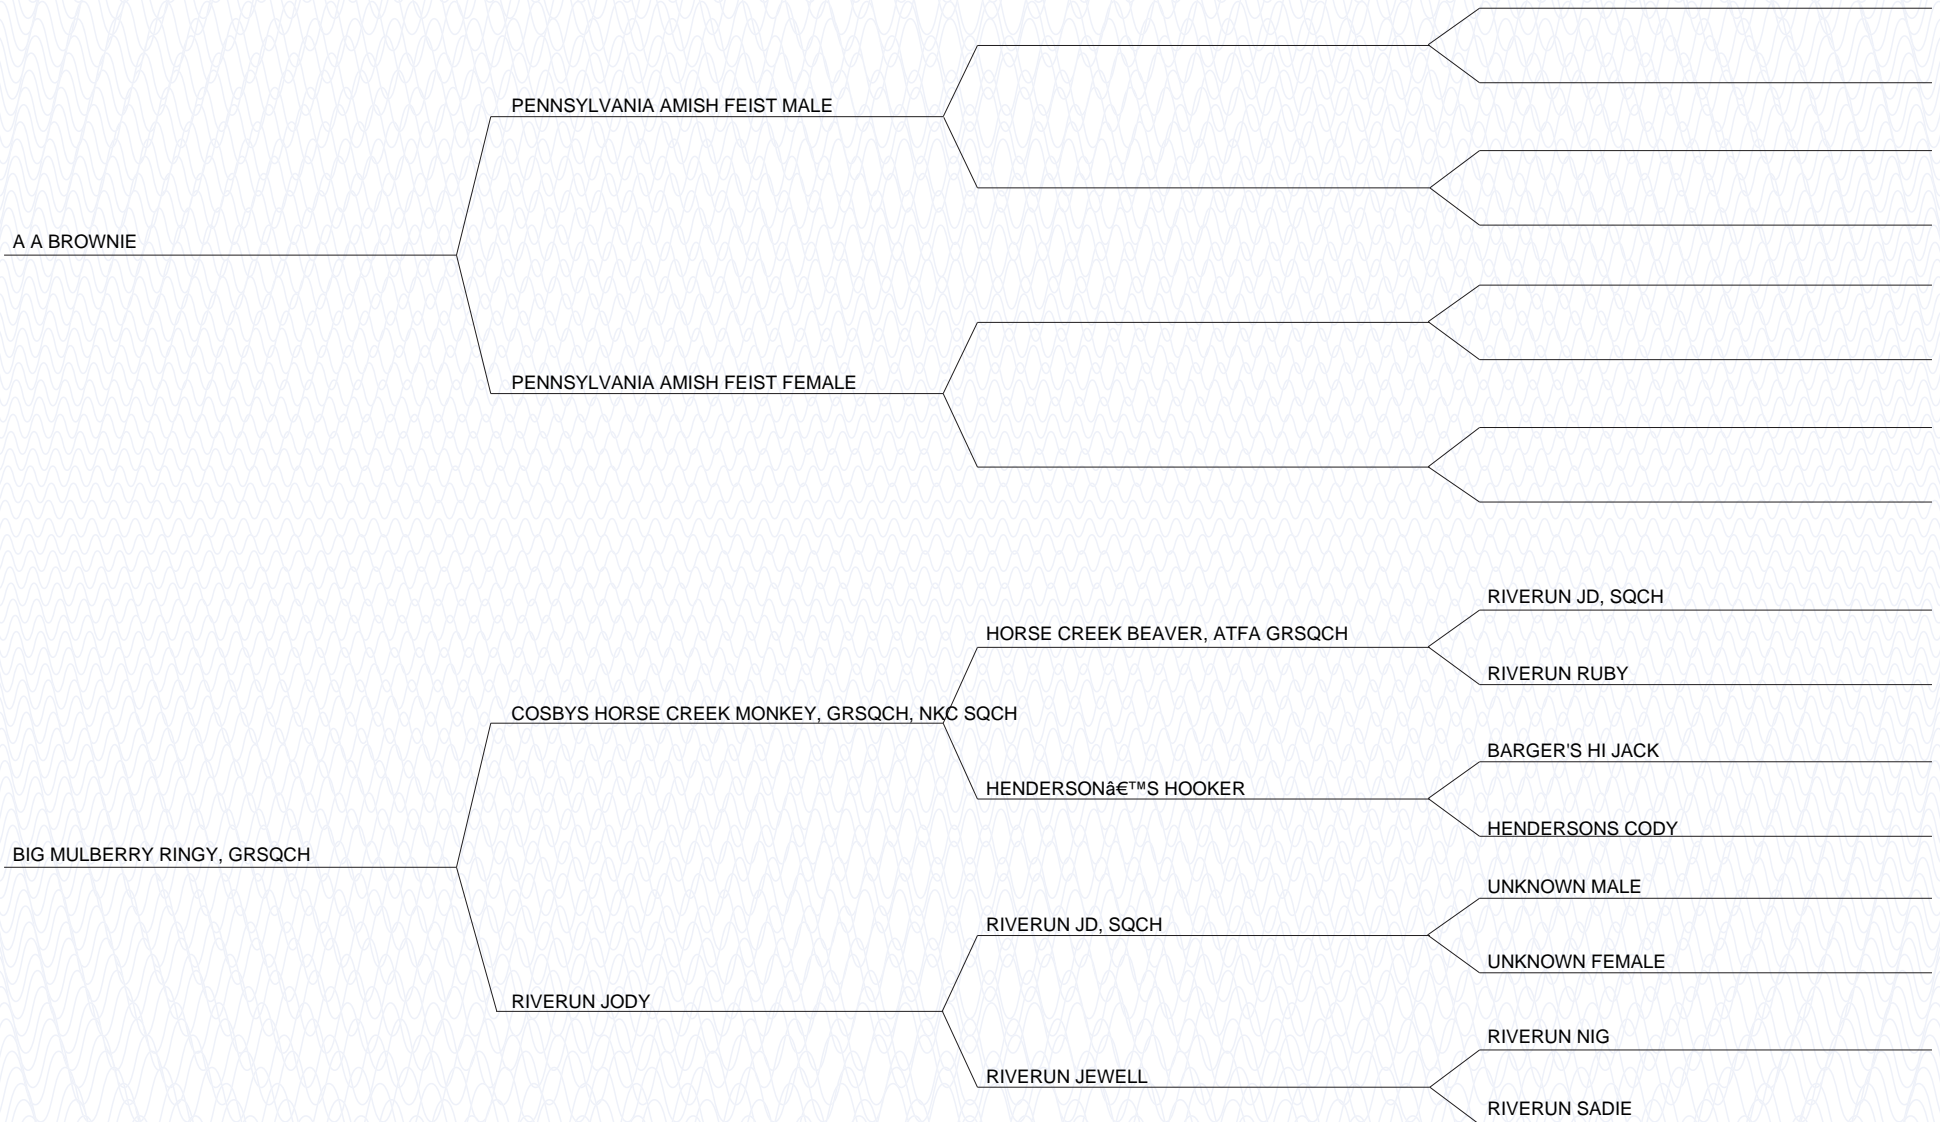 PENNSYLVANIA AMISH FEIST MALE
A A BROWNIE
PENNSYLVANIA AMISH FEIST FEMALE
RIVERUN JD, SQCH
HORSE CREEK BEAVER, ATFA GRSQCH
RIVERUN RUBY
COSBYS HORSE CREEK MONKEY, GRSQCH, NKC SQCH
BARGER'S HI JACK
HENDERSONâ€™S HOOKER
HENDERSONS CODY
BIG MULBERRY RINGY, GRSQCH
UNKNOWN MALE
RIVERUN JD, SQCH
UNKNOWN FEMALE
RIVERUN JODY
RIVERUN NIG
RIVERUN JEWELL
RIVERUN SADIE